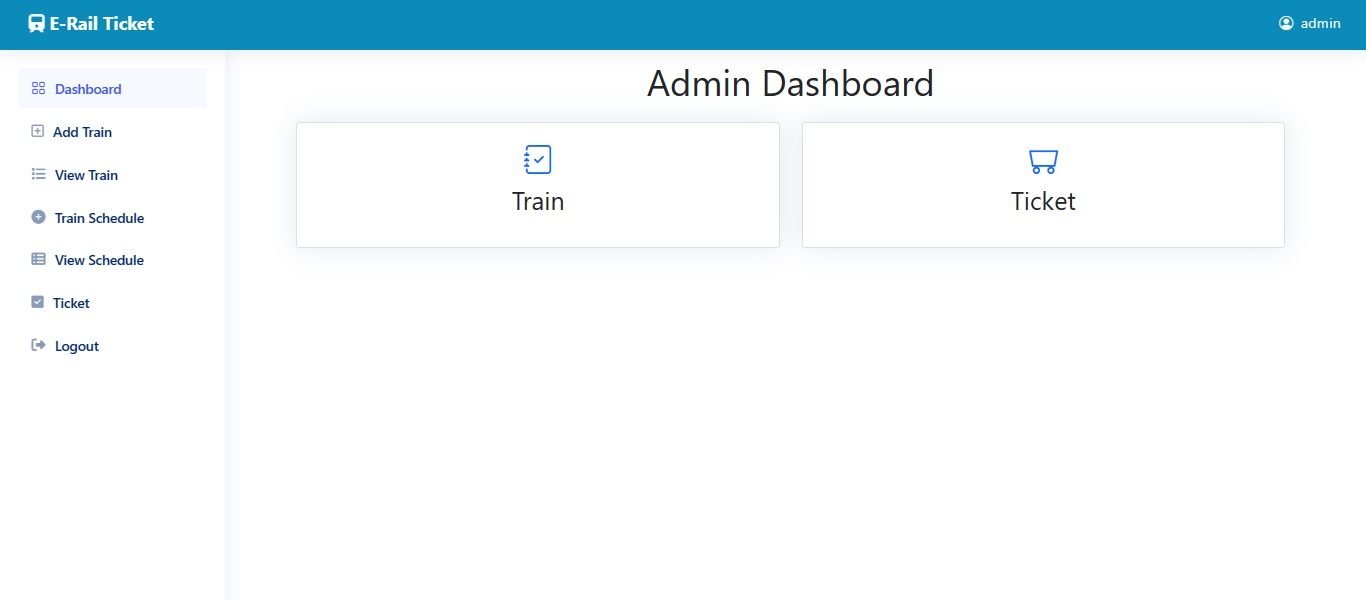 E-Rail Ticket
admin
Dashboard
Add Train
View Train
Train Schedule
View Schedule
Ticket
Logout
Admin Dashboard
Train
Ticket